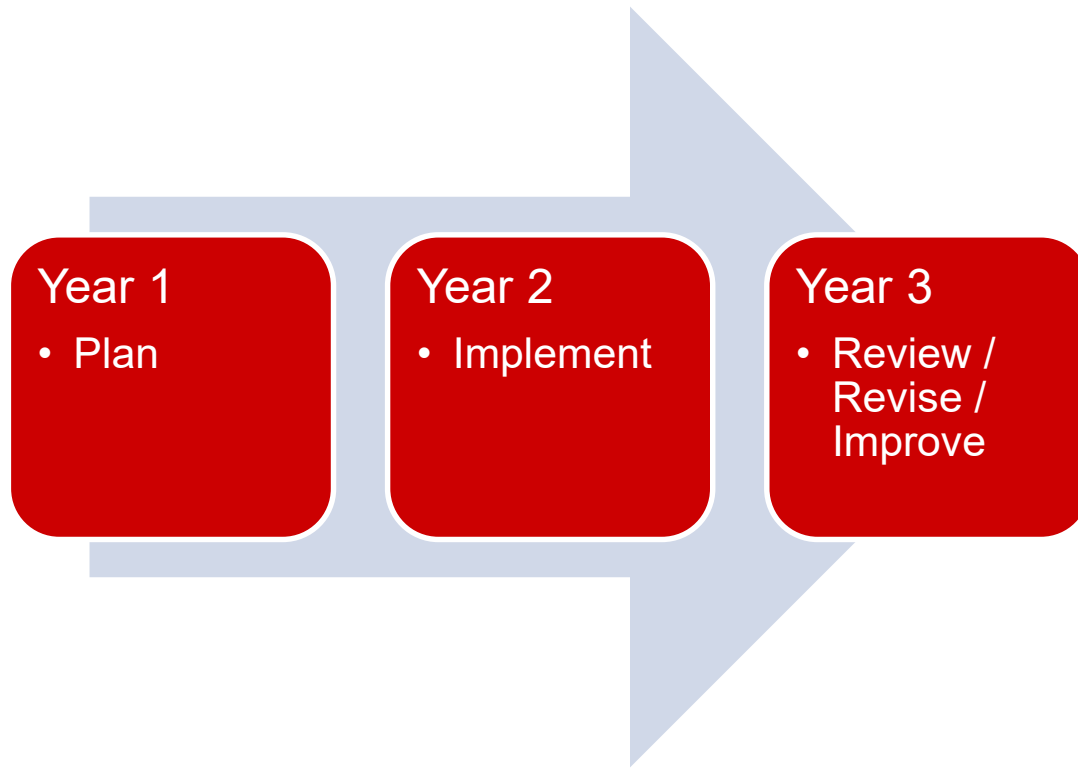 Year 1
• Plan
Year 2
• Implement
Year 3
• Review /
Revise /
Improve